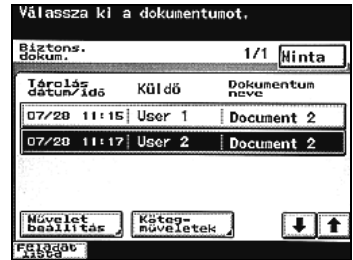 Válassza ki a dokumentumot.
Biztons.
dokum.
1/1 Minta
Tárolás
dátum/idő
Küldő
Dokumentum
neve
07/28 11:15 User 1 Document 2
07/28 11:17 User 2 Document 2
Művelet
beállítás
Köteg-
műveletek
Feladat
lista